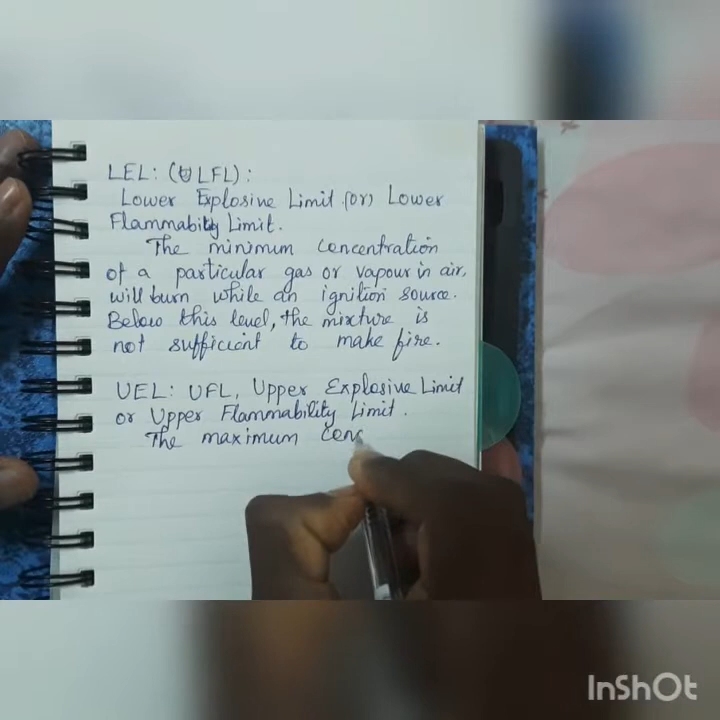 LEL: (LFL):
Lower Explosive Limit (or) Lower
Flammability Limit.
The minimum concentration
of a particular gas or vapour in air,
will burn while an ignition source.
Below this level, the mixture is
not sufficient to make fire.
UEL: UFL, Upper Explosive Limit
or Upper Flammability Limit.
The maximum conc
InShOt